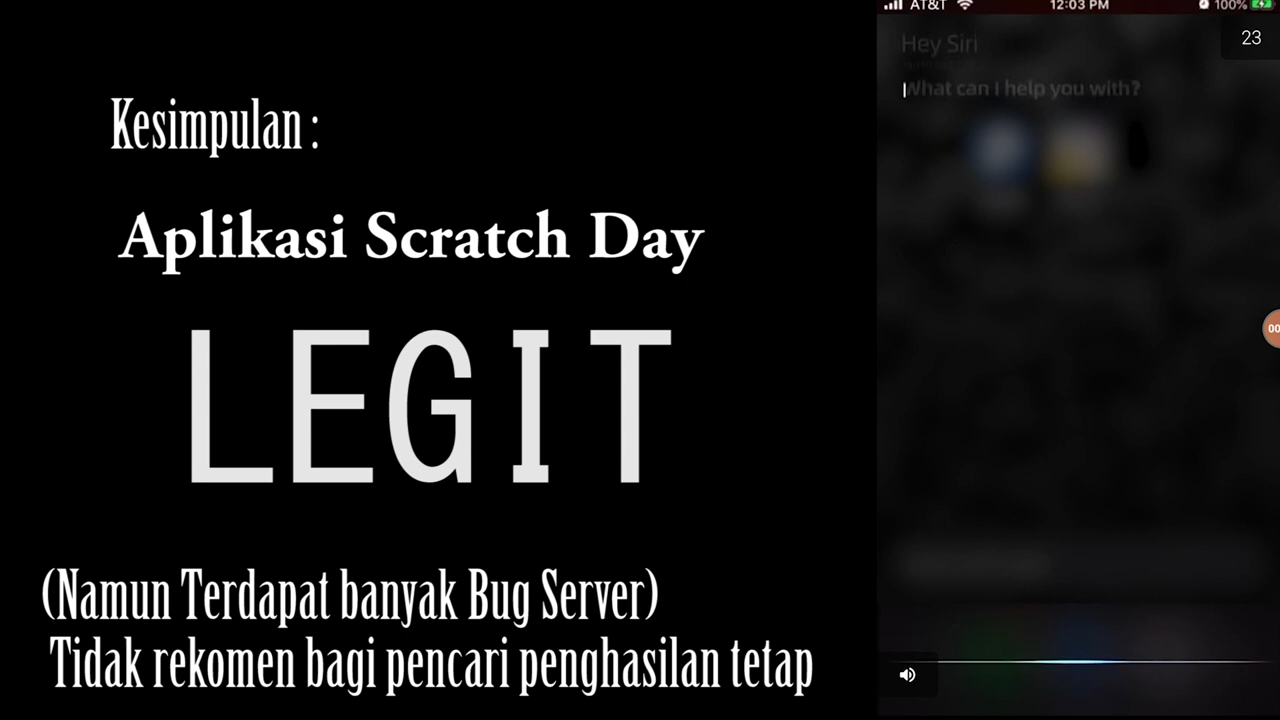 Kesimpulan :
Aplikasi Scratch Day
LEGIT
(Namun Terdapat banyak Bug Server)
Tidak rekomen bagi pencari penghasilan tetap
AT&T 12:03 PM 100%
23
Hey Siri
What can I help you with?
00